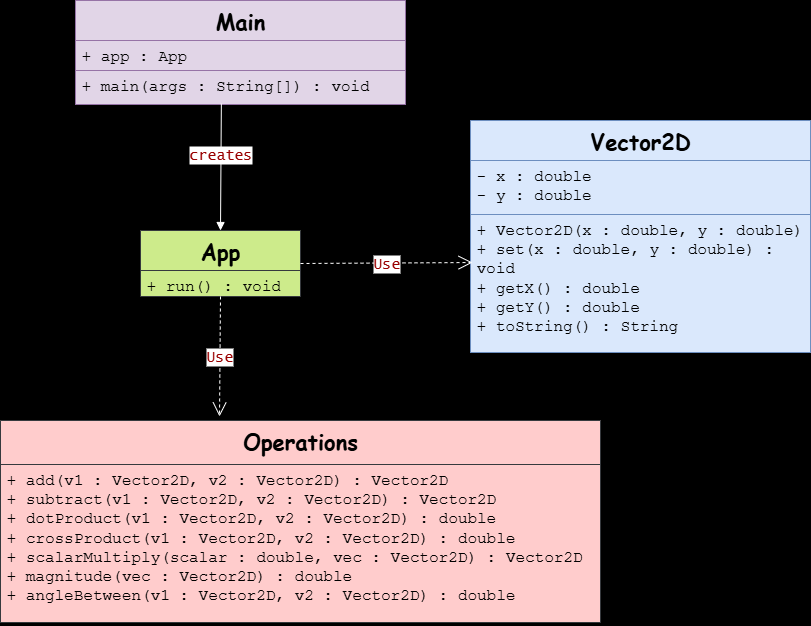 Main
+ app : App
+ main(args : String[]) : void
creates
App
+ run() : void
Use
Vector2D
- x : double
- y : double
+ Vector2D(x : double, y : double)
+ set(x : double, y : double) :
void
+ getX() : double
+ getY() : double
+ toString() : String
Use
Operations
+ add(v1 : Vector2D, v2 : Vector2D) : Vector2D
+ subtract(v1 : Vector2D, v2 : Vector2D) : Vector2D
+ dotProduct(v1 : Vector2D, v2 : Vector2D) : double
+ crossProduct(v1 : Vector2D, v2 : Vector2D) : double
+ scalarMultiply(scalar : double, vec : Vector2D) : Vector2D
+ magnitude(vec : Vector2D) : double
+ angleBetween(v1 : Vector2D, v2 : Vector2D) : double